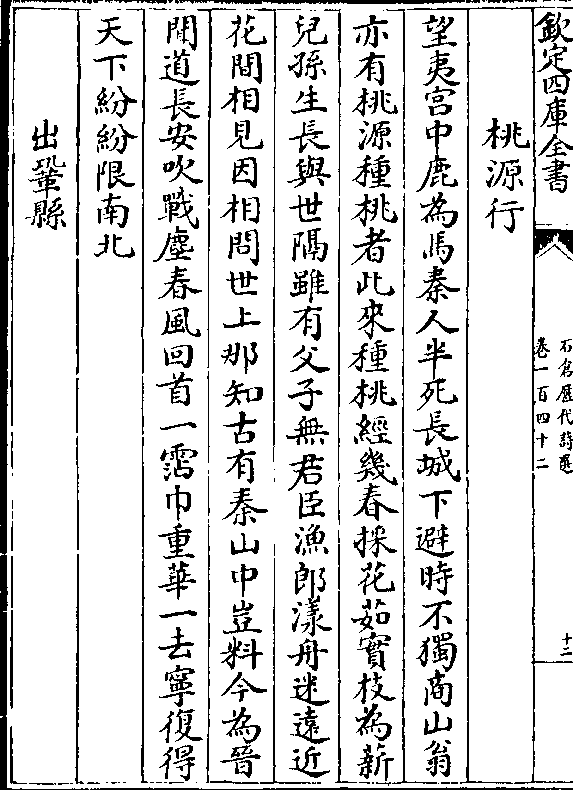 欽定四庫全書
石倉歷代詩選
卷一百四十二
十二
桃源行
望夷宫中鹿為馬秦人半死長城下避時不獨商山翁
亦有桃源種桃者此來種桃經幾春採花茹實枝為薪
兒孫生長與世隔雖有父子無君臣漁郎漾舟迷遠近
花間相見因相問世上那知古有秦山中豈料今為晉
聞道長安吹戰塵春風回首一霑巾重華一去寧復得
天下紛紛限南北
出鞏縣